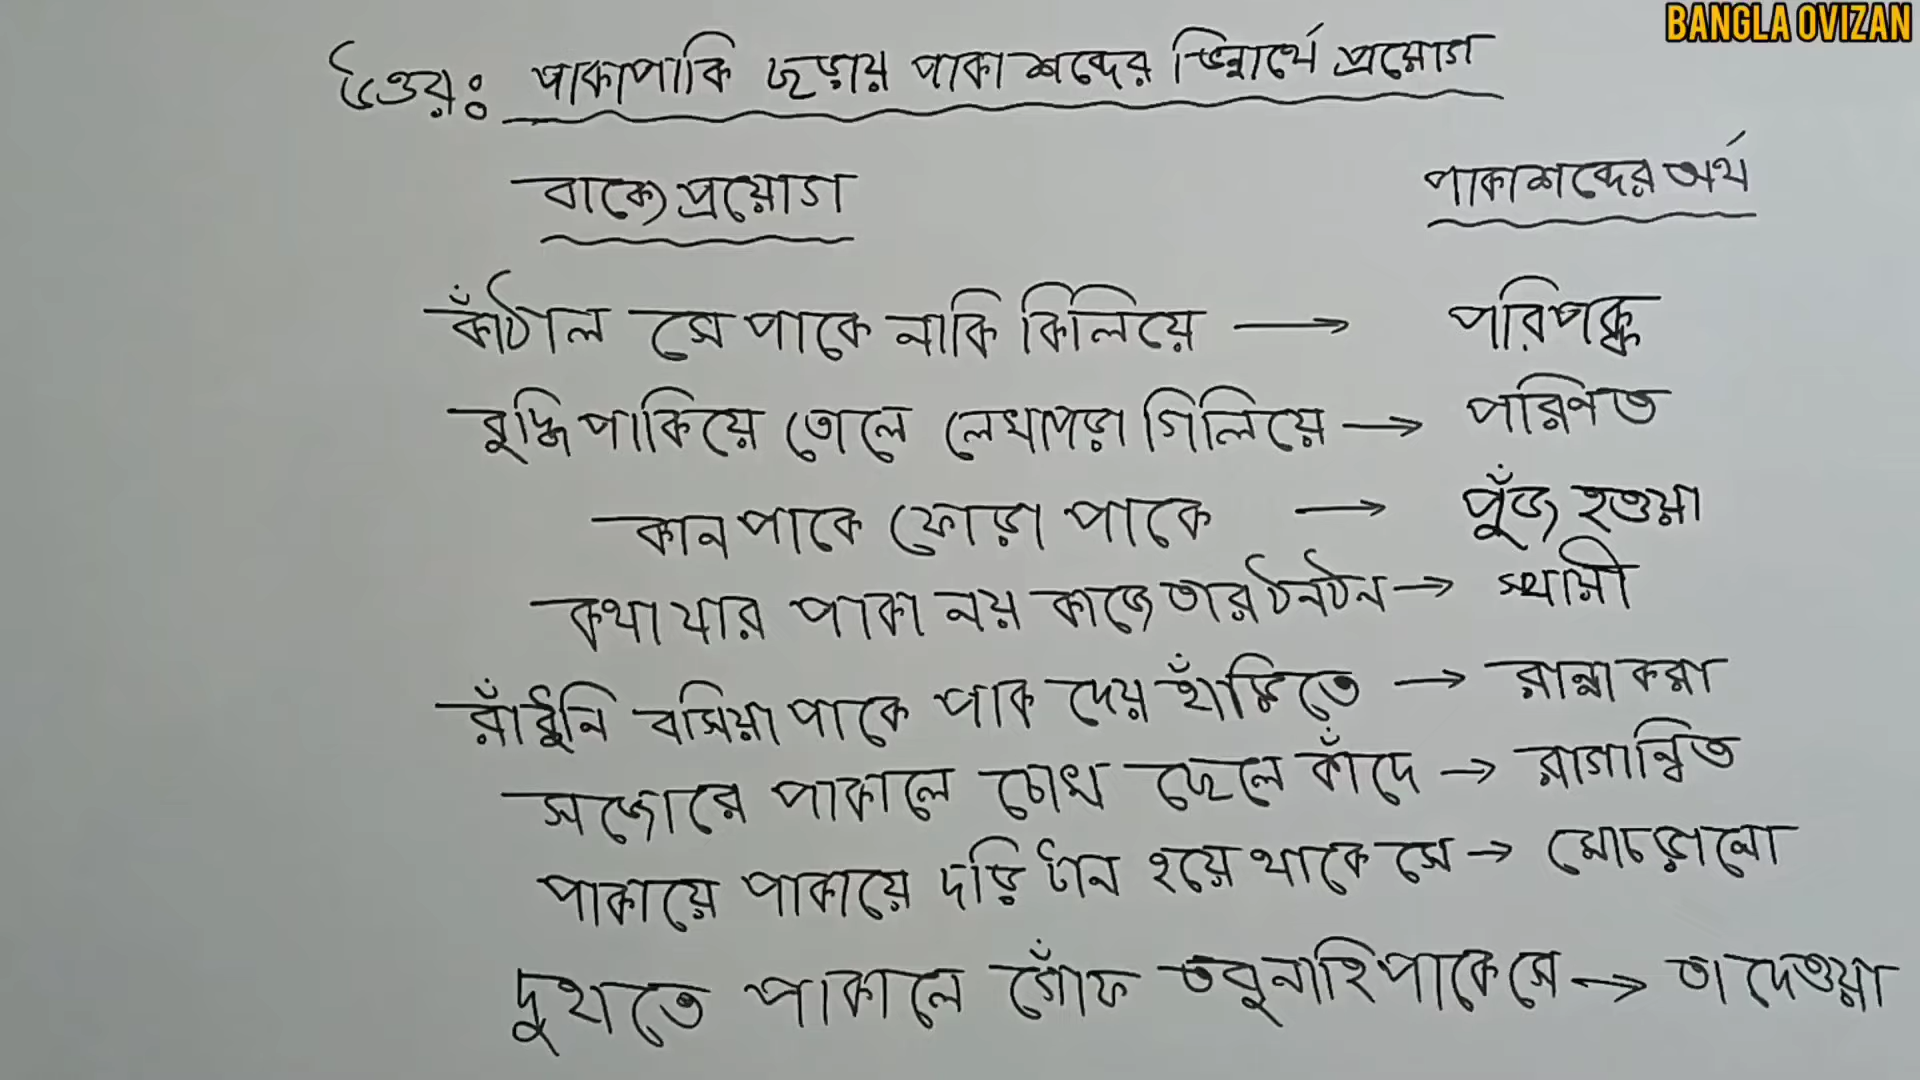 BANGLA OVIZAN
উত্তরঃ পাকাপাকি ছড়ায় পাকা শব্দের ভিন্নার্থে প্রয়োগ
বাক্যে প্রয়োগ পাকা শব্দের অর্থ
কাঁঠাল সে পাকে নাকি কিলিয়ে → পরিপক্ক
বুদ্ধি পাকিয়ে তোলে লেখাপড়া গিলিয়ে → পরিণত
কান পাকে ফোড়া পাকে → পুঁজ হওয়া
কথা যার পাকা নয় কাজে তার ঠনঠন → স্থায়ী
রাঁধুনি বসিয়া পাকে পাক দেয় হাঁড়িতে → রান্না করা
সজোরে পাকালে চোখ ছেলে কাঁদে → রাগান্বিত
পাকায়ে পাকায়ে দড়ি টান হয়ে থাকে সে → মোচড়ানো
দুহাতে পাকালে গোঁফ তবু নাহি পাকে সে → তা দেওয়া